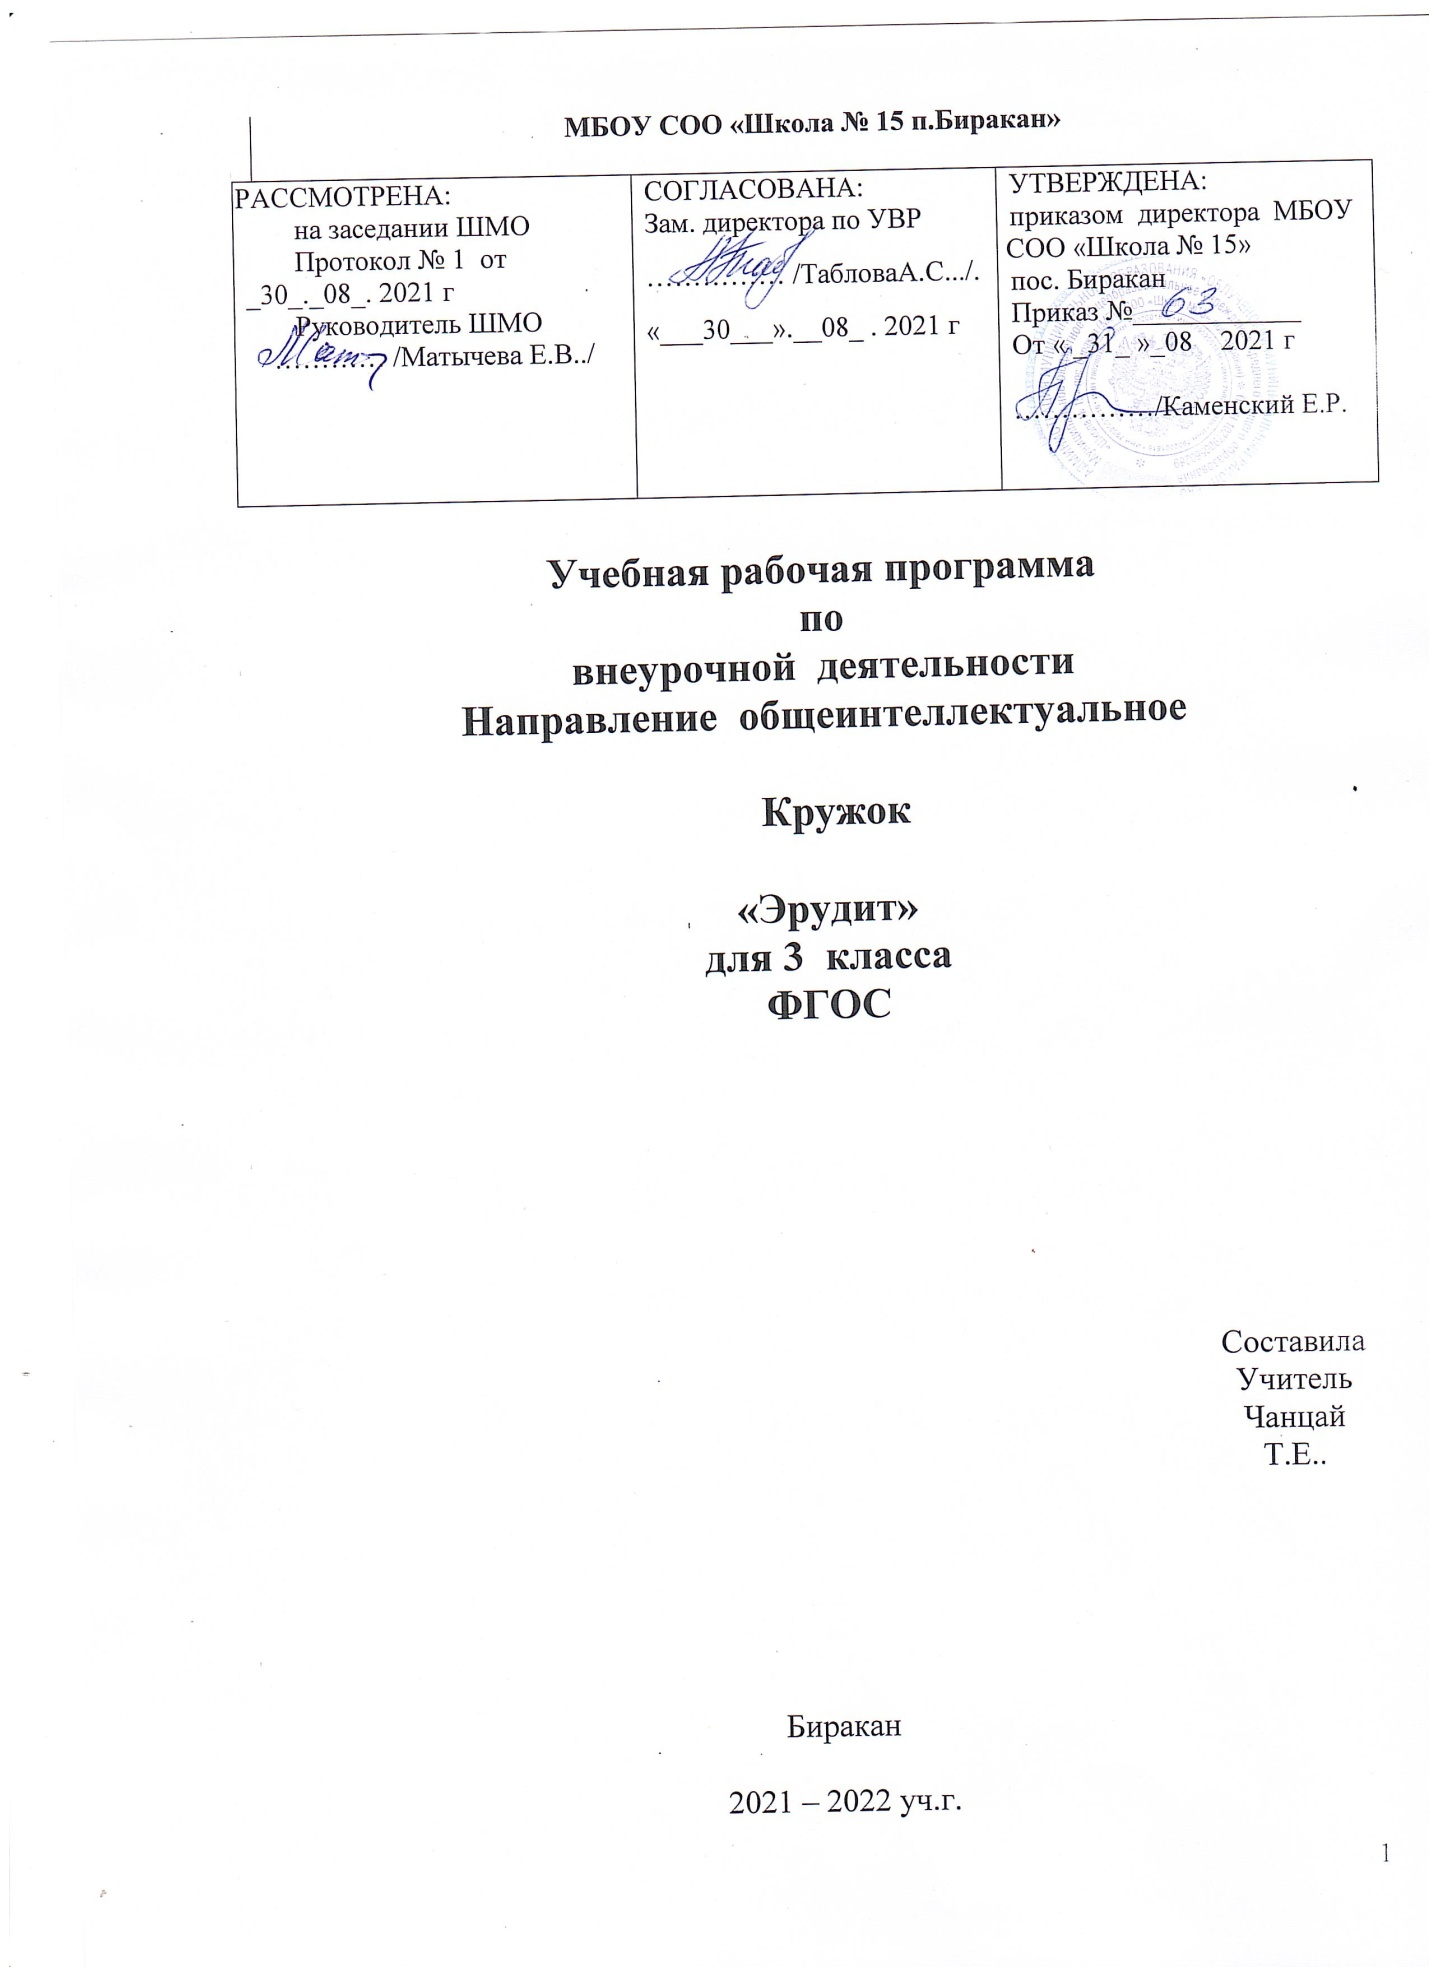 МБОУ СОО «Школа № 15 п.Биракан»
РАССМОТРЕНА:
на заседании ШМО
Протокол № 1 от
_30_._08_. 2021 г
Руководитель ШМО
………… /Матычева Е.В../
СОГЛАСОВАНА:
Зам. директора по УВР
…………… /ТабловаА.С.../.
«___30___».__08_ . 2021 г
УТВЕРЖДЕНА:
приказом директора МБОУ
СОО «Школа № 15»
пос. Биракан
Приказ №____63______
От «_31_»_08 2021 г
……………/Каменский Е.Р.
Учебная рабочая программа
по
внеурочной деятельности
Направление общеинтеллектуальное
Кружок
«Эрудит»
для 3 класса
ФГОС
Составила
Учитель
Чанцай
Т.Е..
Биракан
2021 – 2022 уч.г.
1